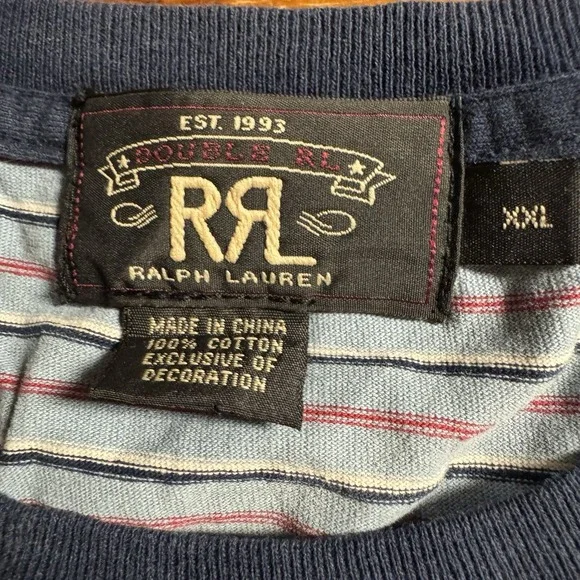 EST. 1993
DOUBLE RL
RRL
RALPH LAUREN
XXL
MADE IN CHINA
100% COTTON
EXCLUSIVE OF
DECORATION